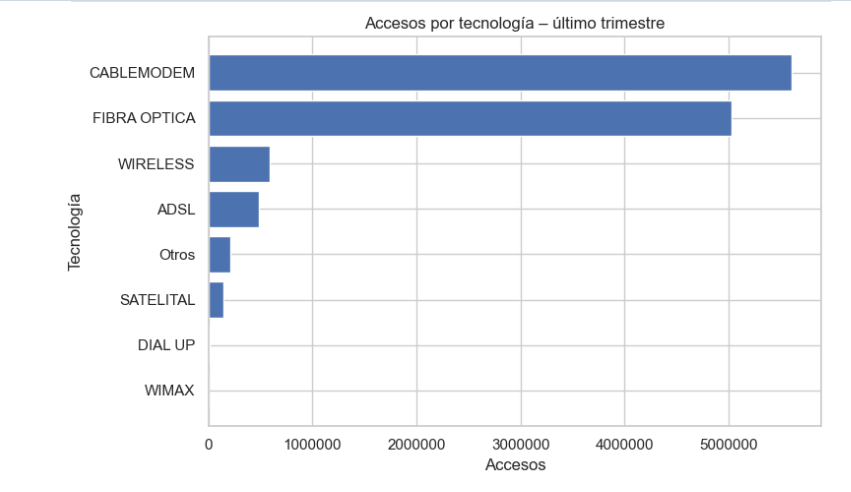 Accesos por tecnología – último trimestre
CABLEMODEM
FIBRA OPTICA
WIRELESS
ADSL
Otros
SATELITAL
DIAL UP
WIMAX
Tecnología
0 1000000 2000000 3000000 4000000 5000000
Accesos